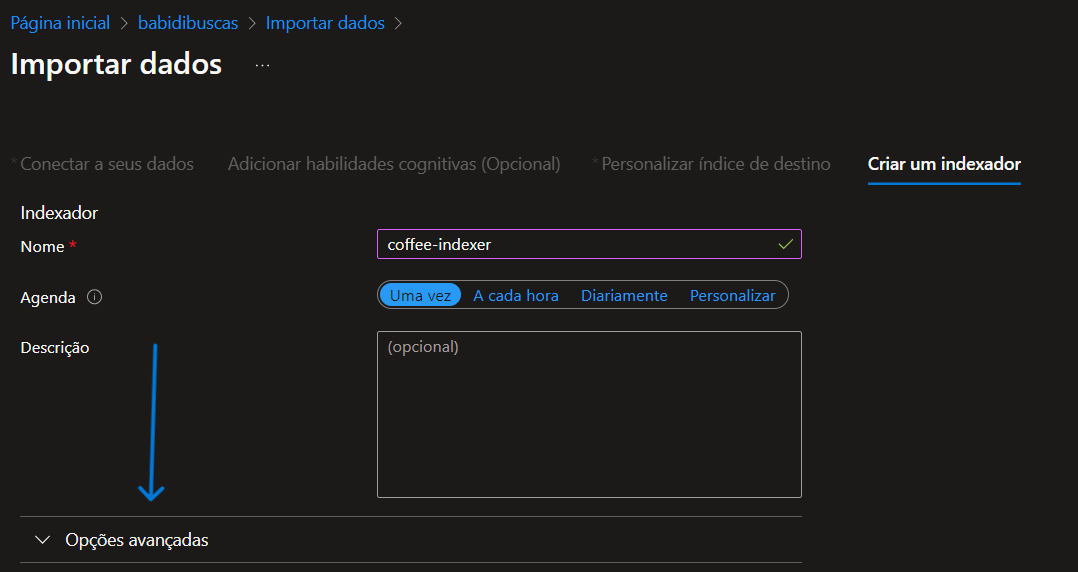 Página inicial > babidibuscas > Importar dados >
Importar dados ...
* Conectar a seus dados Adicionar habilidades cognitivas (Opcional) * Personalizar índice de destino Criar um indexador
Indexador
Nome * coffee-indexer
Agenda Uma vez A cada hora Diariamente Personalizar
Descrição (opcional)
Opções avançadas